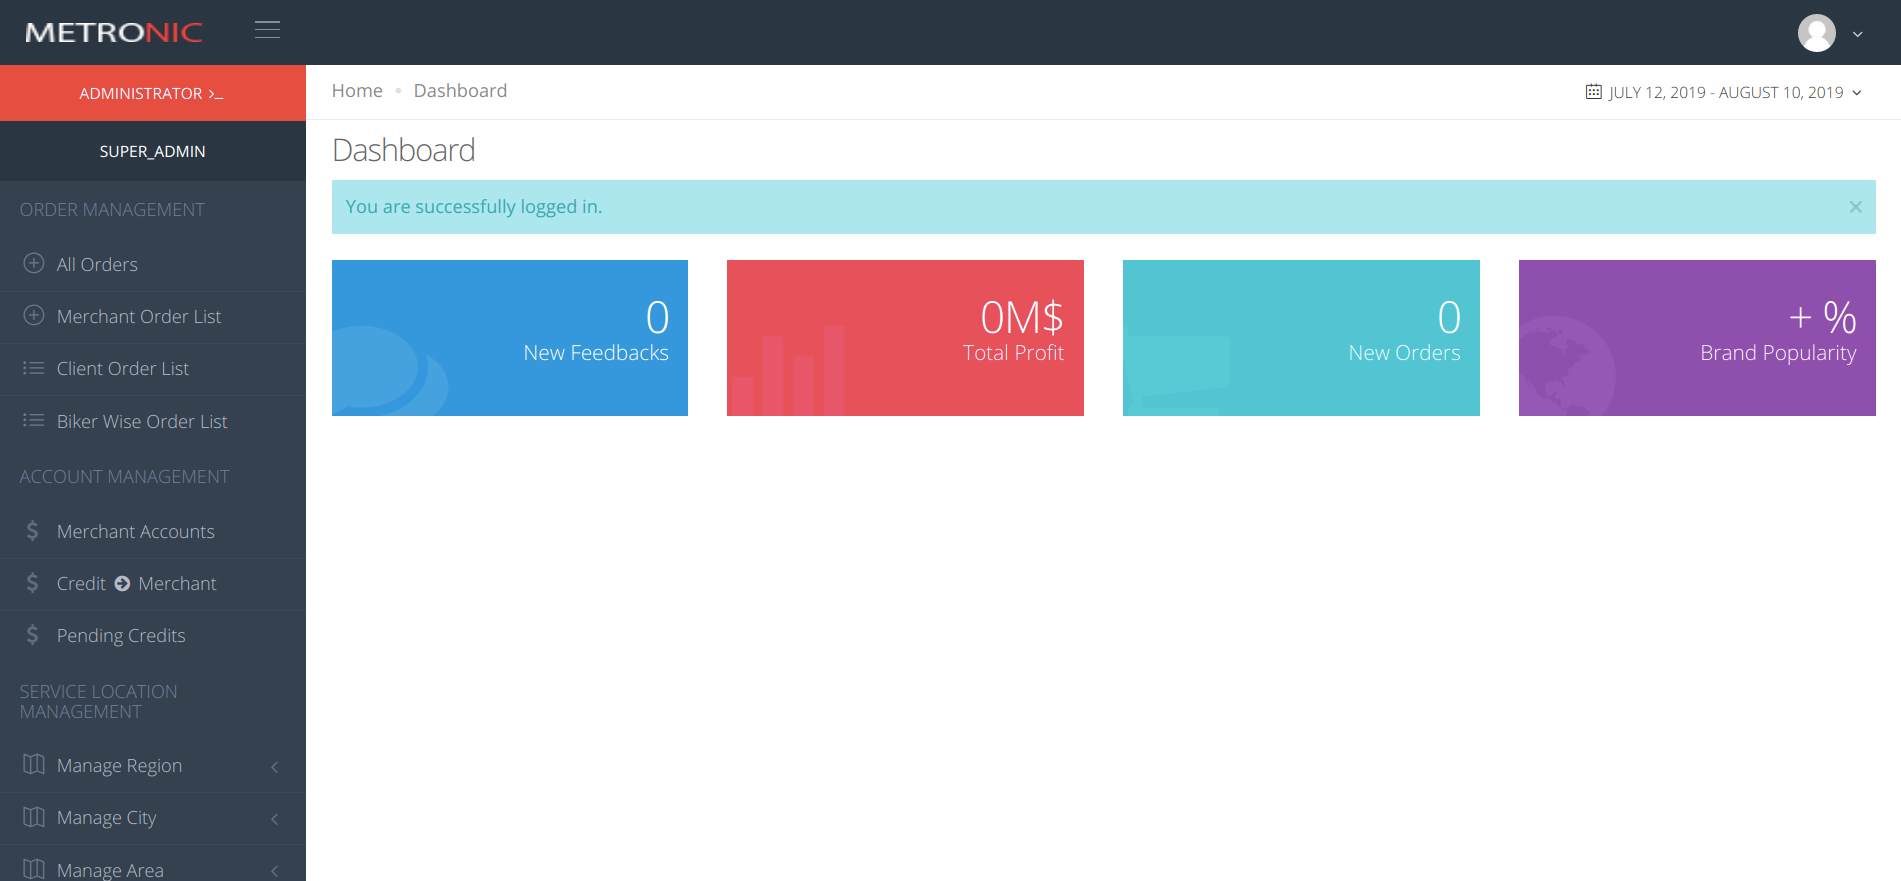 METRONIC
ADMINISTRATOR >_
SUPER_ADMIN
ORDER MANAGEMENT
All Orders
Merchant Order List
Client Order List
Biker Wise Order List
ACCOUNT MANAGEMENT
$ Merchant Accounts
$ Credit Merchant
$ Pending Credits
SERVICE LOCATION
MANAGEMENT
Manage Region
Manage City
Manage Area
Home Dashboard
JULY 12, 2019 - AUGUST 10, 2019
Dashboard
You are successfully logged in.
0
New Feedbacks
0M$
Total Profit
0
New Orders
+ %
Brand Popularity